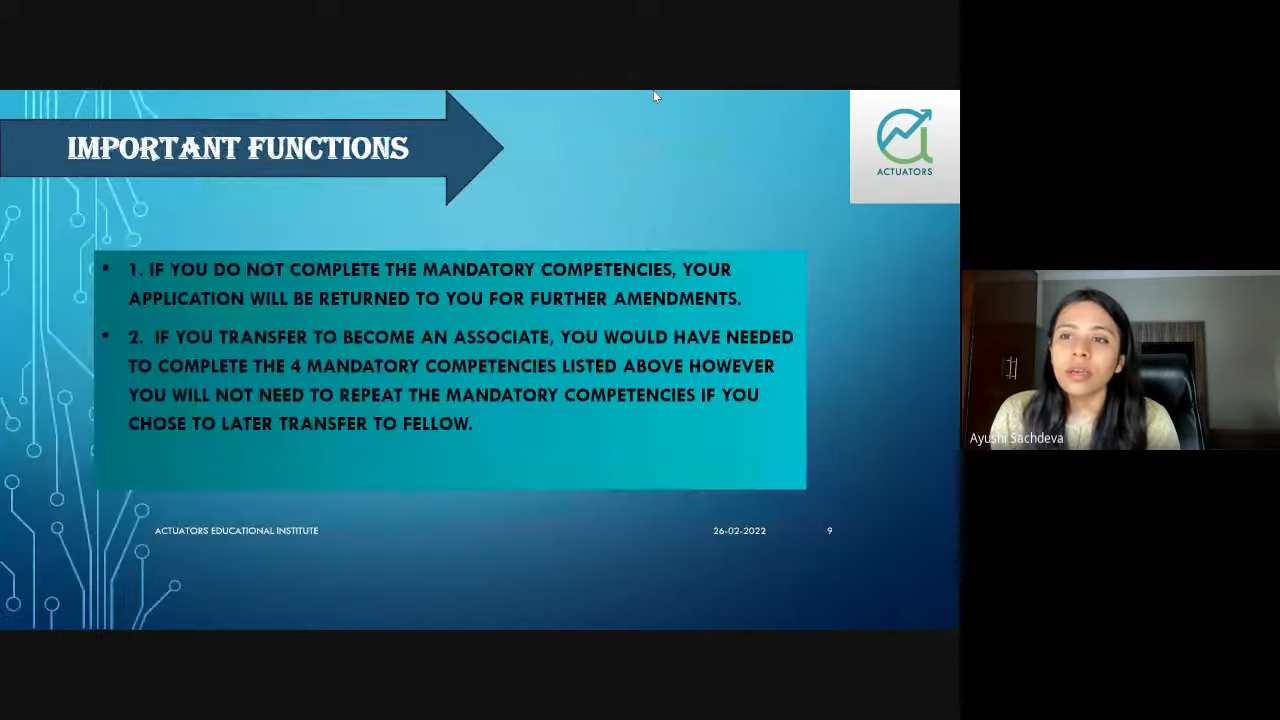 IMPORTANT FUNCTIONS
ACTUATORS
• 1. IF YOU DO NOT COMPLETE THE MANDATORY COMPETENCIES, YOUR
APPLICATION WILL BE RETURNED TO YOU FOR FURTHER AMENDMENTS.
• 2. IF YOU TRANSFER TO BECOME AN ASSOCIATE, YOU WOULD HAVE NEEDED
TO COMPLETE THE 4 MANDATORY COMPETENCIES LISTED ABOVE HOWEVER
YOU WILL NOT NEED TO REPEAT THE MANDATORY COMPETENCIES IF YOU
CHOSE TO LATER TRANSFER TO FELLOW.
Ayushi Sachdeva
ACTUATORS EDUCATIONAL INSTITUTE 26-02-2022 9